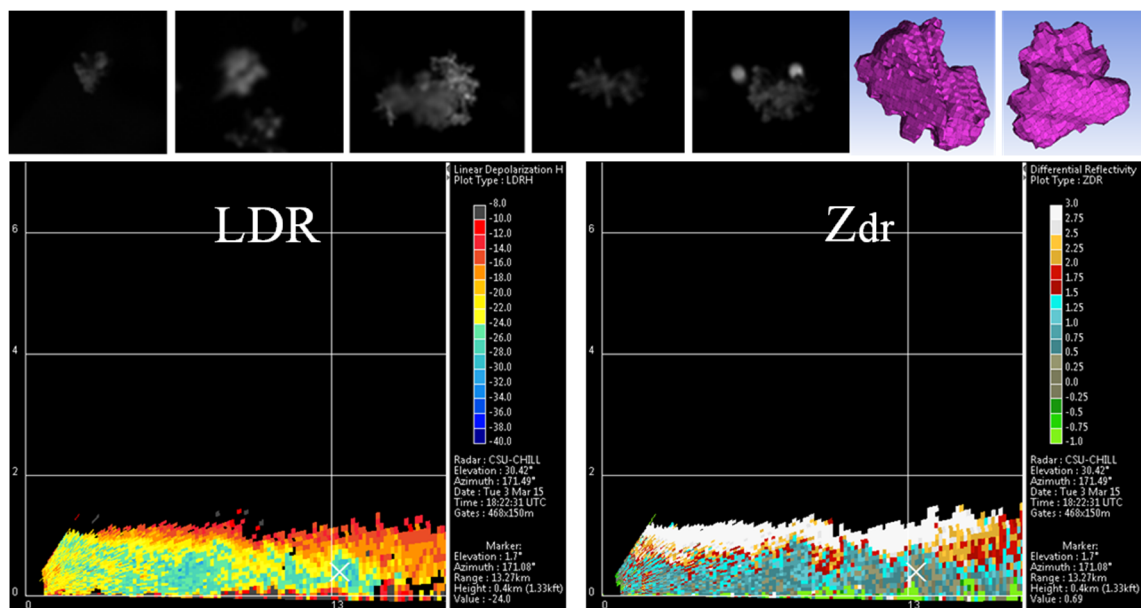 Linear Depolarization H
Plot Type : LDRH
-8.0
-10.0
-12.0
-14.0
-16.0
-18.0
-20.0
-22.0
-24.0
-26.0
-28.0
-30.0
-32.0
-34.0
-36.0
-38.0
-40.0
LDR
6
4
2
0
13
Radar : CSU-CHILL
Elevation : 30.42°
Azimuth : 171.49°
Date : Tue 3 Mar 15
Time : 18:22:31 UTC
Gates : 468x150m
Marker:
Elevation : 1.7°
Azimuth : 171.08°
Range : 13.27km
Height : 0.4km (1.33kft)
Value : -24.0
Differential Reflectivity
Plot Type : ZDR
3.0
2.75
2.5
2.25
2.0
1.75
1.5
1.25
1.0
0.75
0.5
0.25
0.0
-0.25
-0.5
-0.75
-1.0
Zdr
6
4
2
0
13
Radar : CSU-CHILL
Elevation : 30.42°
Azimuth : 171.49°
Date : Tue 3 Mar 15
Time : 18:22:31 UTC
Gates : 468x150m
Marker:
Elevation : 1.7°
Azimuth : 171.08°
Range : 13.27km
Height : 0.4km (1.33kft)
Value : 0.69